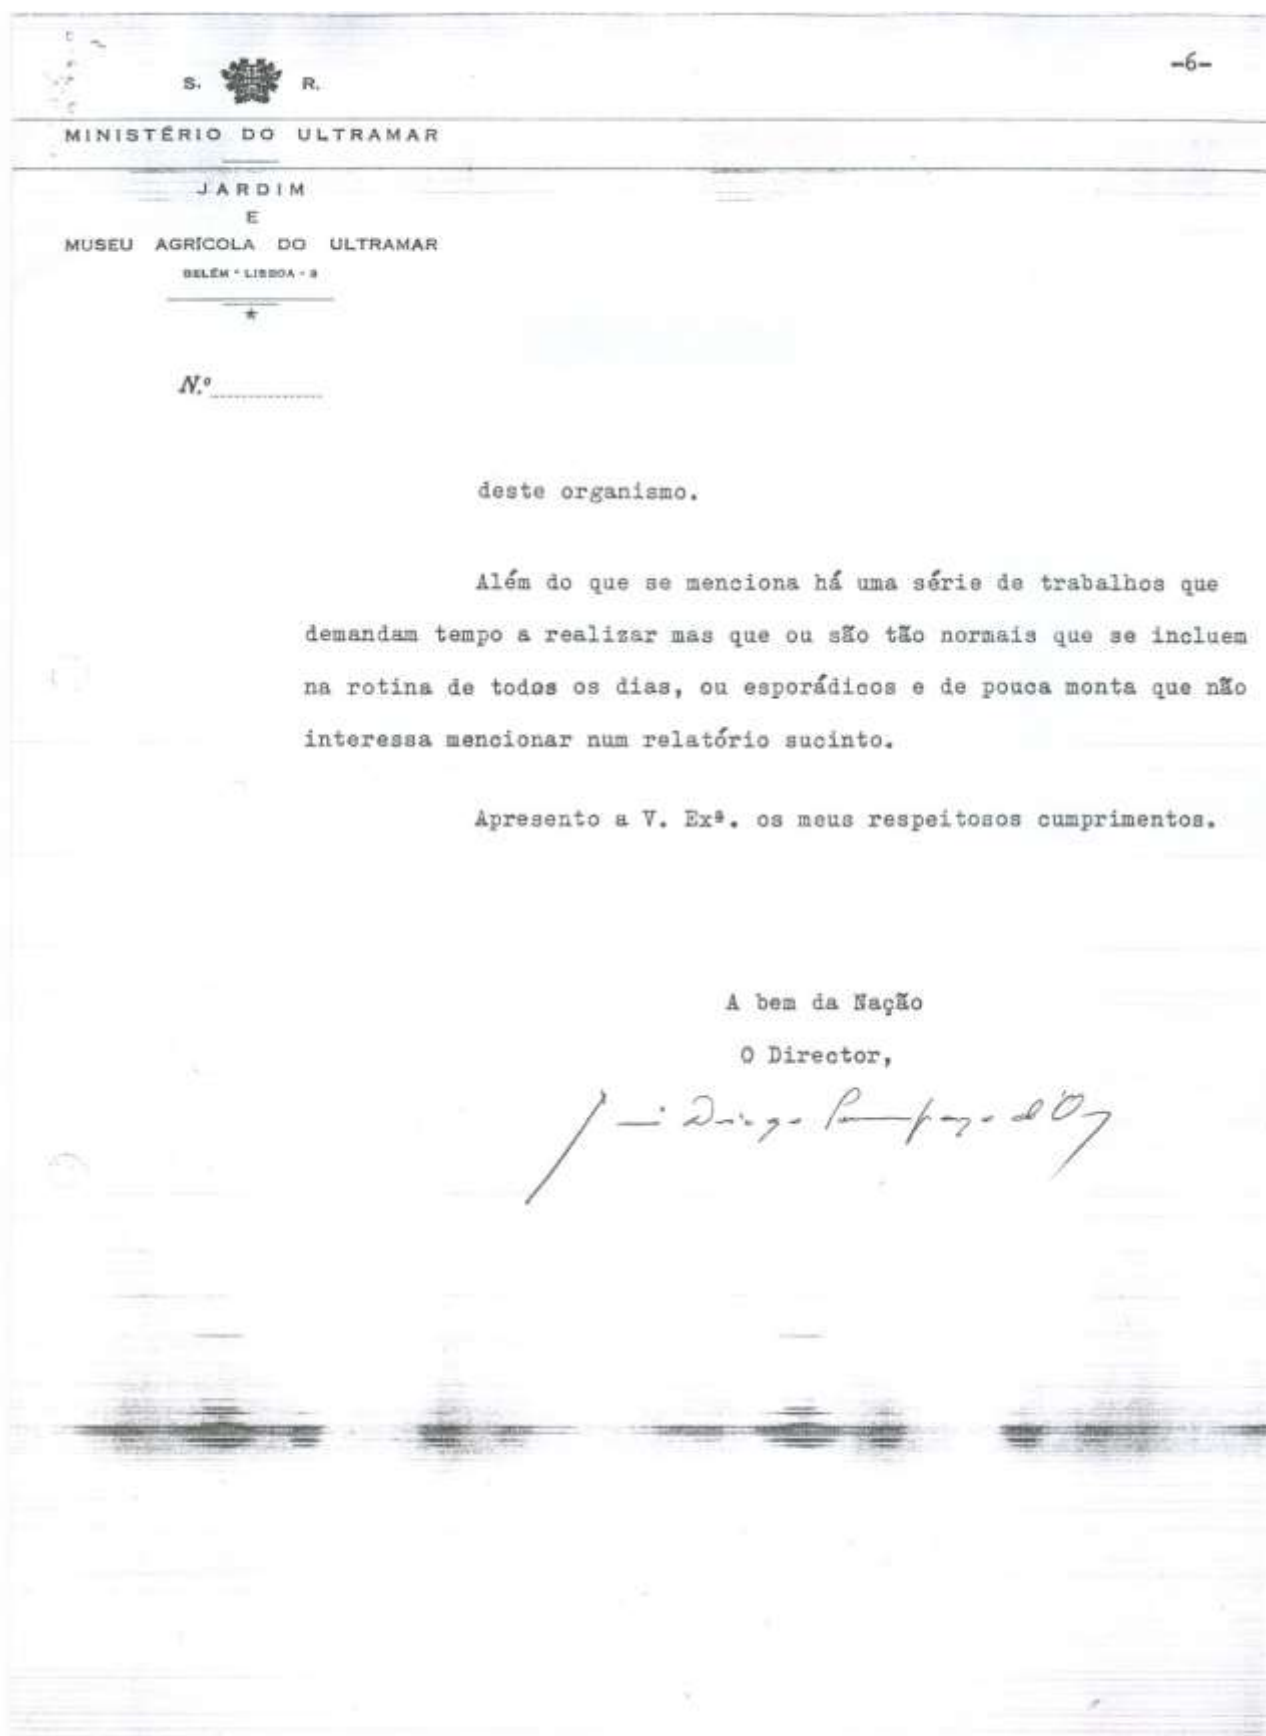 -6-
S. R.
MINISTÉRIO DO ULTRAMAR
JARDIM
E
MUSEU AGRÍCOLA DO ULTRAMAR
BELÉM - LISBOA - 3
N.º
deste organismo.
Além do que se menciona há uma série de trabalhos que
demandam tempo a realizar mas que ou são tão normais que se incluem
na rotina de todos os dias, ou esporádicos e de pouca monta que não
interessa mencionar num relatório sucinto.
Apresento a V. Exª. os meus respeitosos cumprimentos.
A bem da Nação
O Director,